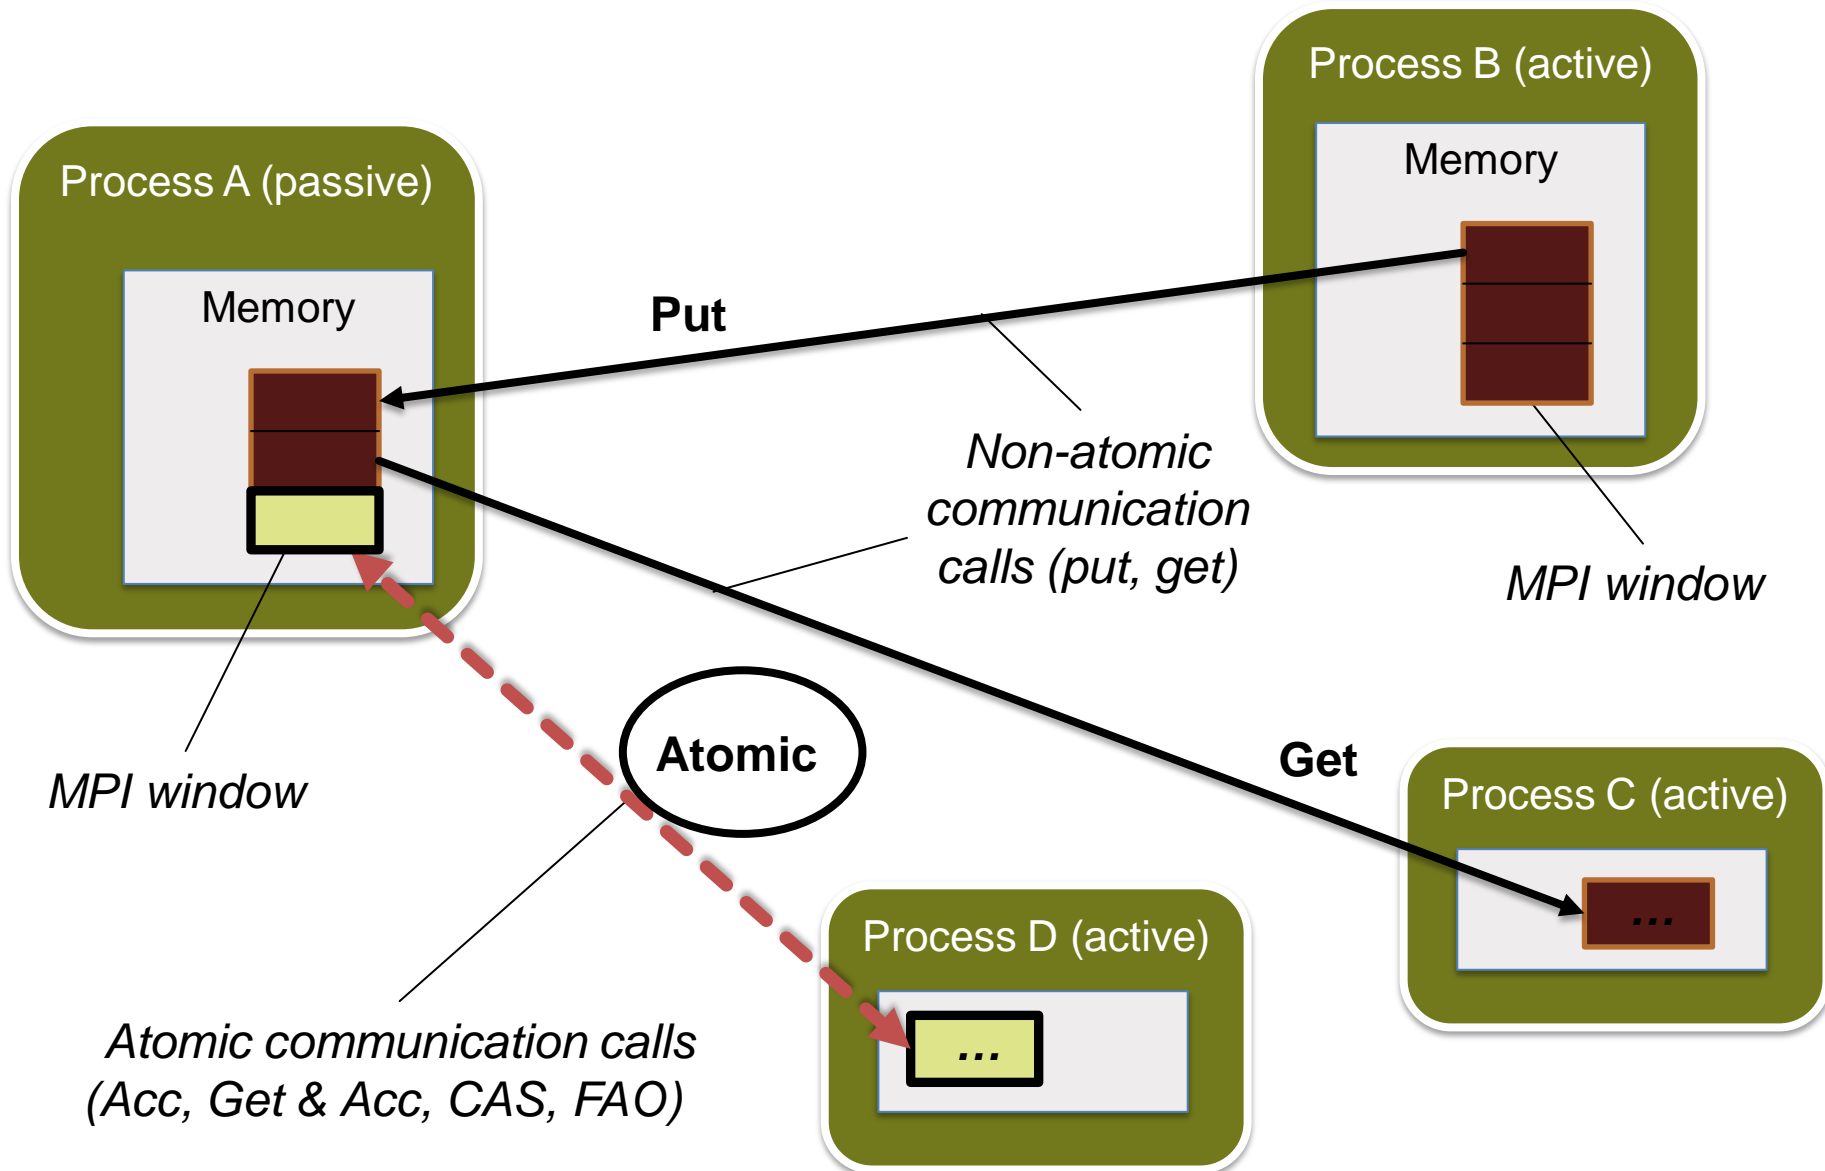 Process B (active)
Memory
Process A (passive)
Memory
Put
Non-atomic
communication
calls (put, get)
MPI window
MPI window
Atomic
Get
Process C (active)
...
Process D (active)
...
Atomic communication calls
(Acc, Get & Acc, CAS, FAO)